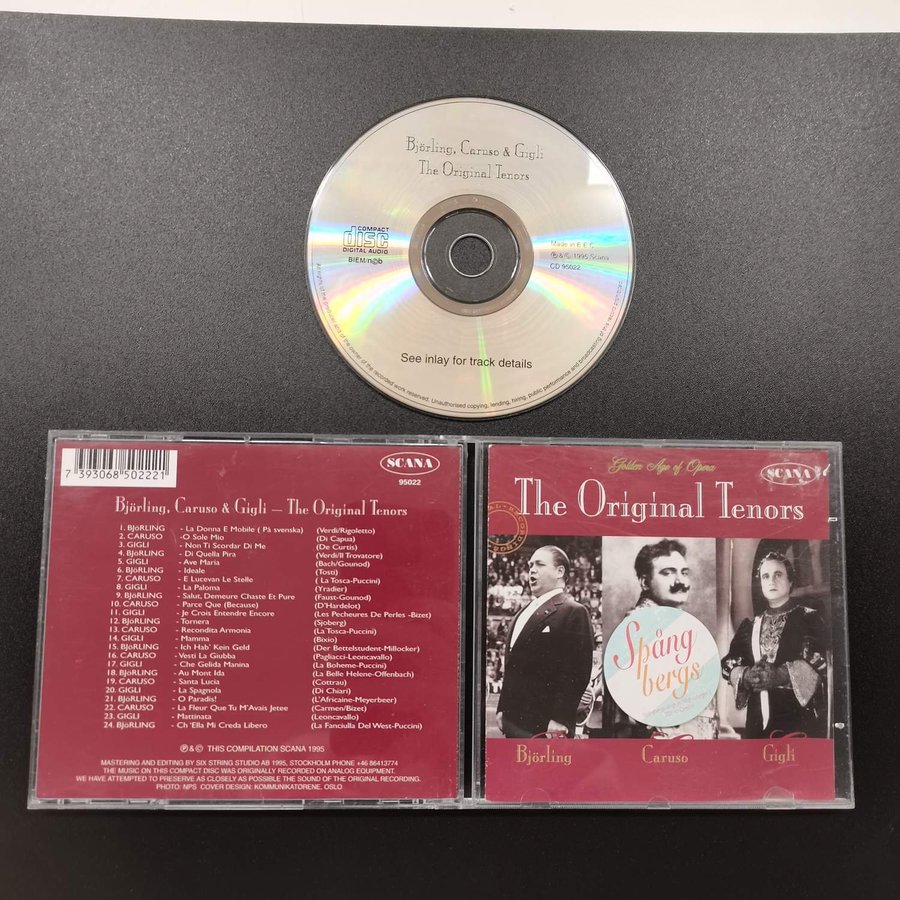 Björling, Caruso & Gigli
The Original Tenors
COMPACT
disc
DIGITAL AUDIO
BIEM/n©b
Made in E E C
℗ & © 1995 Scana
CD 95022
See inlay for track details
All rights of the producer and of the owner of the recorded work reserved. Unauthorised copying, lending, hiring, public performance and broadcasting of this
7 393068 502221
SCANA
95022
Björling, Caruso & Gigli – The Original Tenors
1. BJöRLING - La Donna E Mobile ( På svenska) (Verdi/Rigoletto)
2. CARUSO -O Sole Mio (Di Capua)
3. GIGLI - Non Ti Scordar Di Me (De Curtis)
4. BJöRLING - Di Quella Pira (Verdi/Il Trovatore)
5. GIGLI - Ave Maria (Bach/Gounod)
6. BJöRLING - Ideale (Tosti)
7. CARUSO - E Lucevan Le Stelle ( La Tosca-Puccini)
8. GIGLI - La Paloma (Yradier)
9. BJöRLING - Salut, Demeure Chaste Et Pure (Faust-Gounod)
10. CARUSO - Parce Que (Because) (D'Hardelot)
11. GIGLI - Je Crois Entendre Encore (Les Pecheures De Perles -Bizet)
12. BJöRLING - Tornera (Sjoberg)
13. CARUSO - Recondita Armonia (La Tosca-Puccini)
14. GIGLI - Mamma (Bixio)
15. BJöRLING - Ich Hab' Kein Geld (Der Bettelstudent-Millocker)
16. CARUSO - Vesti La Giubba (Pagliacci-Leoncavallo)
17. GIGLI - Che Gelida Manina (La Boheme-Puccini)
18. BJöRLING - Au Mont Ida (La Belle Helene-Offenbach)
19. CARUSO - Santa Lucia (Cottrau)
20. GIGLI - La Spagnola (Di Chiari)
21. BJöRLING - O Paradis! (L'Africaine-Meyerbeer)
22. CARUSO - La Fleur Que Tu M'Avais Jetee (Carmen/Bizet)
23. GIGLI - Mattinata (Leoncavallo)
24. BJöRLING - Ch 'Ella Mi Creda Libero (La Fanciulla Del West-Puccini)
℗ & © THIS COMPILATION SCANA 1995
MASTERING AND EDITING BY SIX STRING STUDIO AB 1995, STOCKHOLM PHONE +46 86413774
THE MUSIC ON THIS COMPACT DISC WAS ORIGINALLY RECORDED ON ANALOG EQUIPMENT.
WE HAVE ATTEMPTED TO PRESERVE AS CLOSELY AS POSSIBLE THE SOUND OF THE ORIGINAL RECORDING.
PHOTO: NPS COVER DESIGN: KOMMUNIKATORENE, OSLO
Golden Age of Opera
SCANA
The Original Tenors
Spång
bergs
Björling
Caruso
Gigli